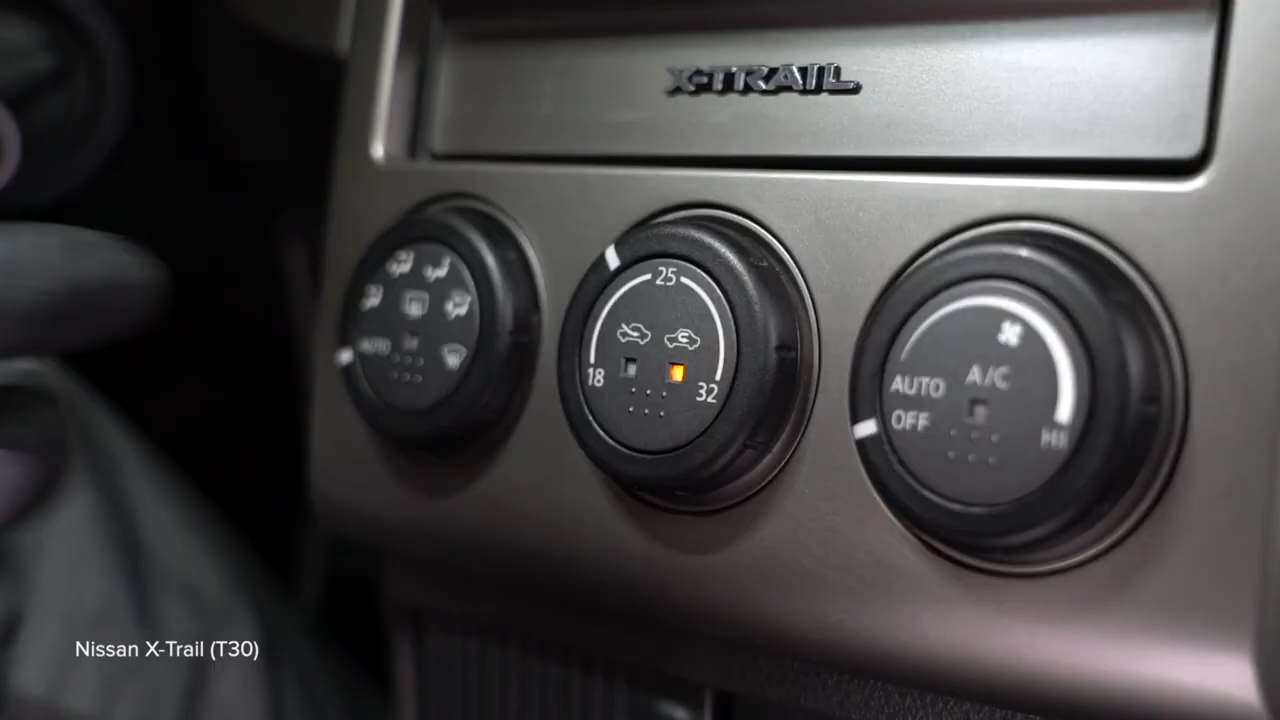 X-TRAIL
AUTO
25
18
32
A/C
AUTO
OFF
HI
Nissan X-Trail (T30)